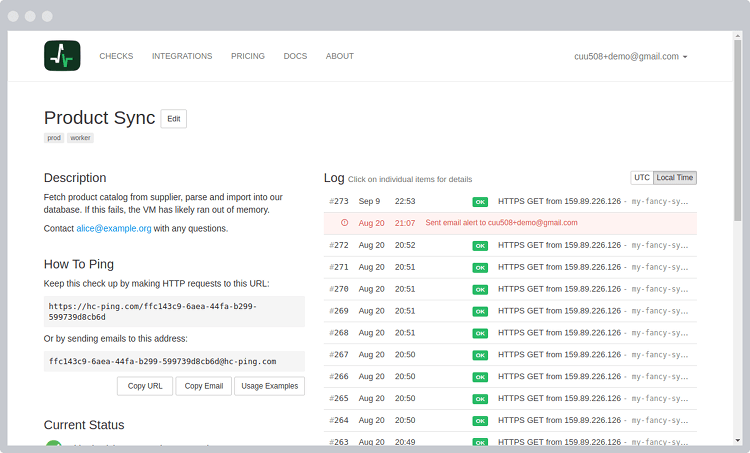 CHECKS INTEGRATIONS PRICING DOCS ABOUT cuu508+demo@gmail.com
Product Sync Edit
prod worker
Description
Fetch product catalog from supplier, parse and import into our
database. If this fails, the VM has likely ran out of memory.
Contact alice@example.org with any questions.
How To Ping
Keep this check up by making HTTP requests to this URL:
https://hc-ping.com/ffc143c9-6aea-44fa-b299-
599739d8cb6d
Or by sending emails to this address:
ffc143c9-6aea-44fa-b299-599739d8cb6d@hc-ping.com
Copy URL Copy Email Usage Examples
Current Status
Log Click on individual items for details UTC Local Time
#273 Sep 9 22:53 OK HTTPS GET from 159.89.226.126 - my-fancy-sy...
Aug 20 21:07 Sent email alert to cuu508+demo@gmail.com
#272 Aug 20 20:52 OK HTTPS GET from 159.89.226.126 - my-fancy-sy...
#271 Aug 20 20:51 OK HTTPS GET from 159.89.226.126 - my-fancy-sy...
#270 Aug 20 20:51 OK HTTPS GET from 159.89.226.126 - my-fancy-sy...
#269 Aug 20 20:51 OK HTTPS GET from 159.89.226.126 - my-fancy-sy...
#268 Aug 20 20:51 OK HTTPS GET from 159.89.226.126 - my-fancy-sy...
#267 Aug 20 20:50 OK HTTPS GET from 159.89.226.126 - my-fancy-sy...
#266 Aug 20 20:50 OK HTTPS GET from 159.89.226.126 - my-fancy-sy...
#265 Aug 20 20:50 OK HTTPS GET from 159.89.226.126 - my-fancy-sy...
#264 Aug 20 20:50 OK HTTPS GET from 159.89.226.126 - my-fancy-sy...
#263 Aug 20 20:49 OK HTTPS GET from 159.89.226.126 - my-fancy-sy...